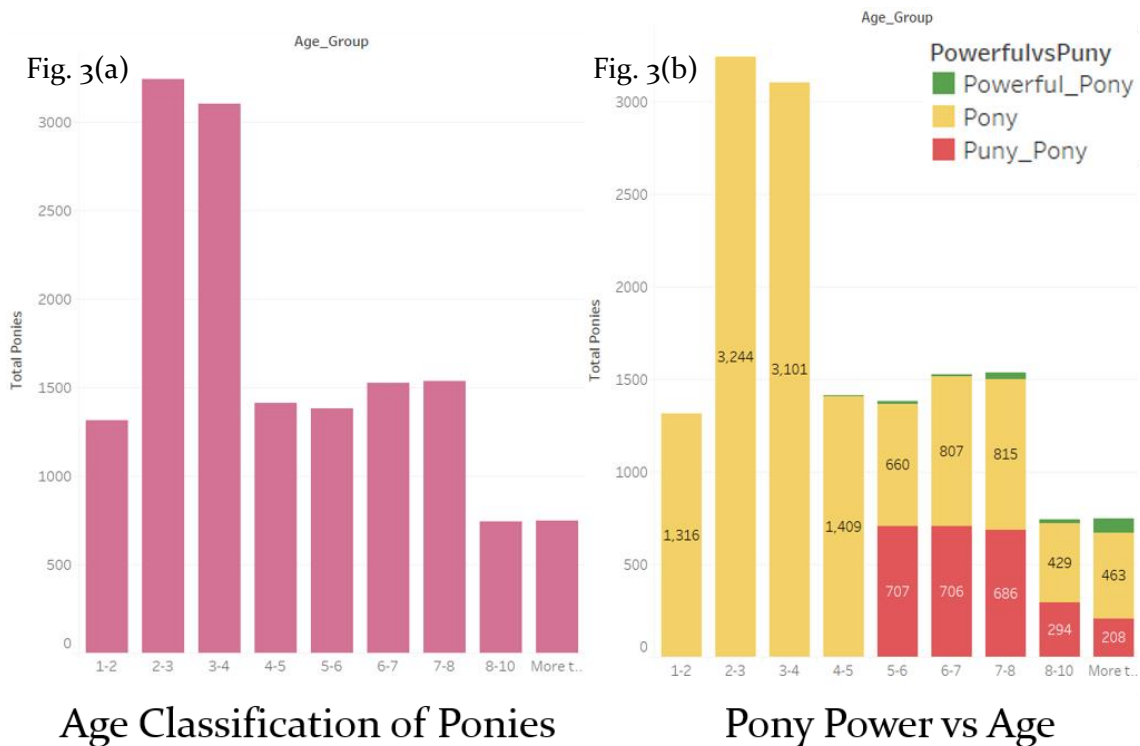 Age_Group
Fig. 3(a)
3000
2500
2000
1500
1000
500
0
Total Ponies
1-2 2-3 3-4 4-5 5-6 6-7 7-8 8-10 More t..
Age Classification of Ponies
Age_Group
Fig. 3(b)
PowerfulvsPuny
Powerful_Pony
Pony
Puny_Pony
3000
2500
2000
1500
1000
500
0
Total Ponies
1,316
3,244
3,101
1,409
660
707
807
706
815
686
429
294
463
208
1-2 2-3 3-4 4-5 5-6 6-7 7-8 8-10 More t..
Pony Power vs Age